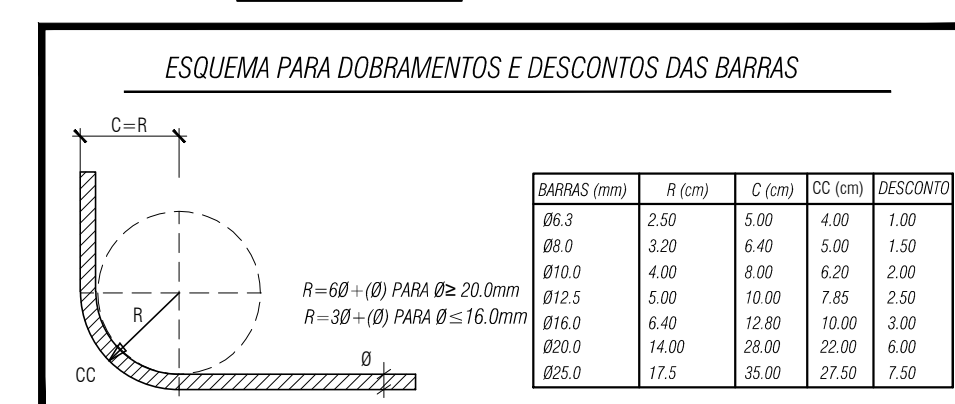 ESQUEMA PARA DOBRAMENTOS E DESCONTOS DAS BARRAS
C=R
R
CC
Ø
R=6Ø+(Ø) PARA Ø≥ 20.0mm
R=3Ø+(Ø) PARA Ø≤16.0mm
BARRAS (mm) R (cm) C (cm) CC (cm) DESCONTO
Ø6.3 2.50 5.00 4.00 1.00
Ø8.0 3.20 6.40 5.00 1.50
Ø10.0 4.00 8.00 6.20 2.00
Ø12.5 5.00 10.00 7.85 2.50
Ø16.0 6.40 12.80 10.00 3.00
Ø20.0 14.00 28.00 22.00 6.00
Ø25.0 17.5 35.00 27.50 7.50